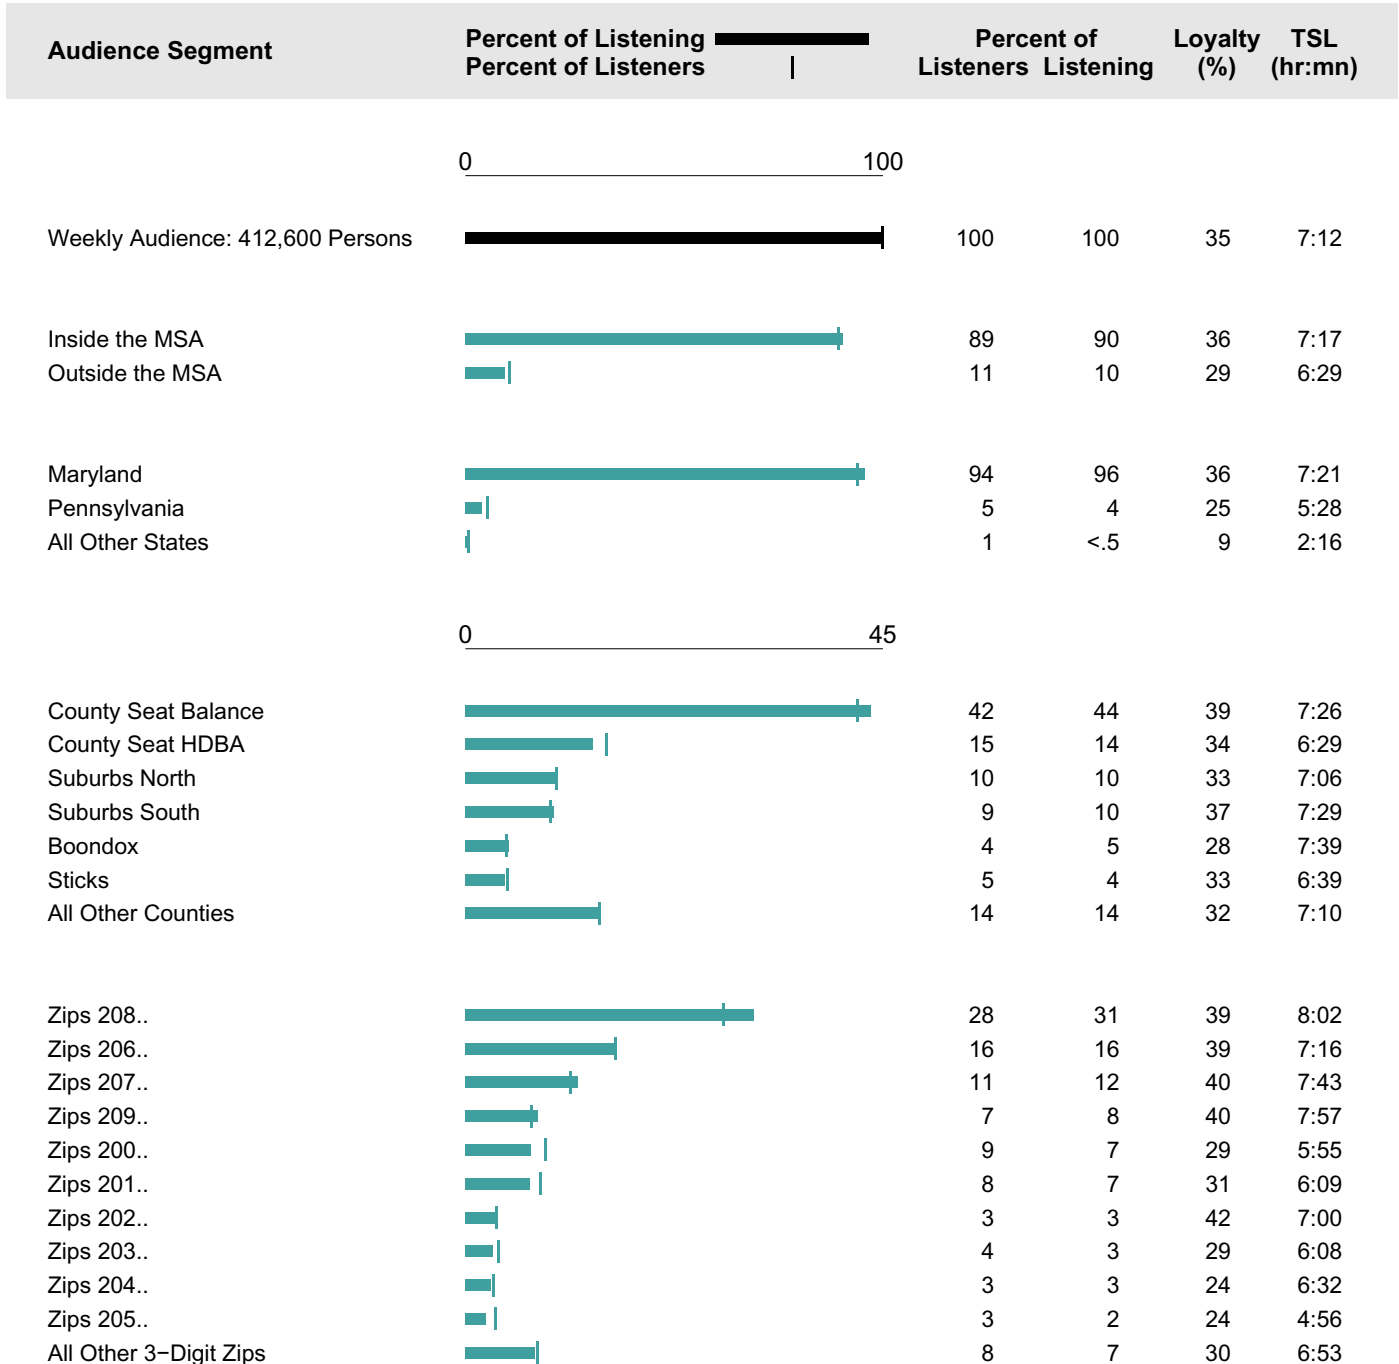 Audience Segment Percent of Listening Percent of Loyalty TSL
Percent of Listeners Listeners Listening (%) (hr:mn)
0 100
Weekly Audience: 412,600 Persons 100 100 35 7:12
Inside the MSA 89 90 36 7:17
Outside the MSA 11 10 29 6:29
Maryland 94 96 36 7:21
Pennsylvania 5 4 25 5:28
All Other States 1 <.5 9 2:16
0 45
County Seat Balance 42 44 39 7:26
County Seat HDBA 15 14 34 6:29
Suburbs North 10 10 33 7:06
Suburbs South 9 10 37 7:29
Boondox 4 5 28 7:39
Sticks 5 4 33 6:39
All Other Counties 14 14 32 7:10
Zips 208.. 28 31 39 8:02
Zips 206.. 16 16 39 7:16
Zips 207.. 11 12 40 7:43
Zips 209.. 7 8 40 7:57
Zips 200.. 9 7 29 5:55
Zips 201.. 8 7 31 6:09
Zips 202.. 3 3 42 7:00
Zips 203.. 4 3 29 6:08
Zips 204.. 3 3 24 6:32
Zips 205.. 3 2 24 4:56
All Other 3−Digit Zips 8 7 30 6:53